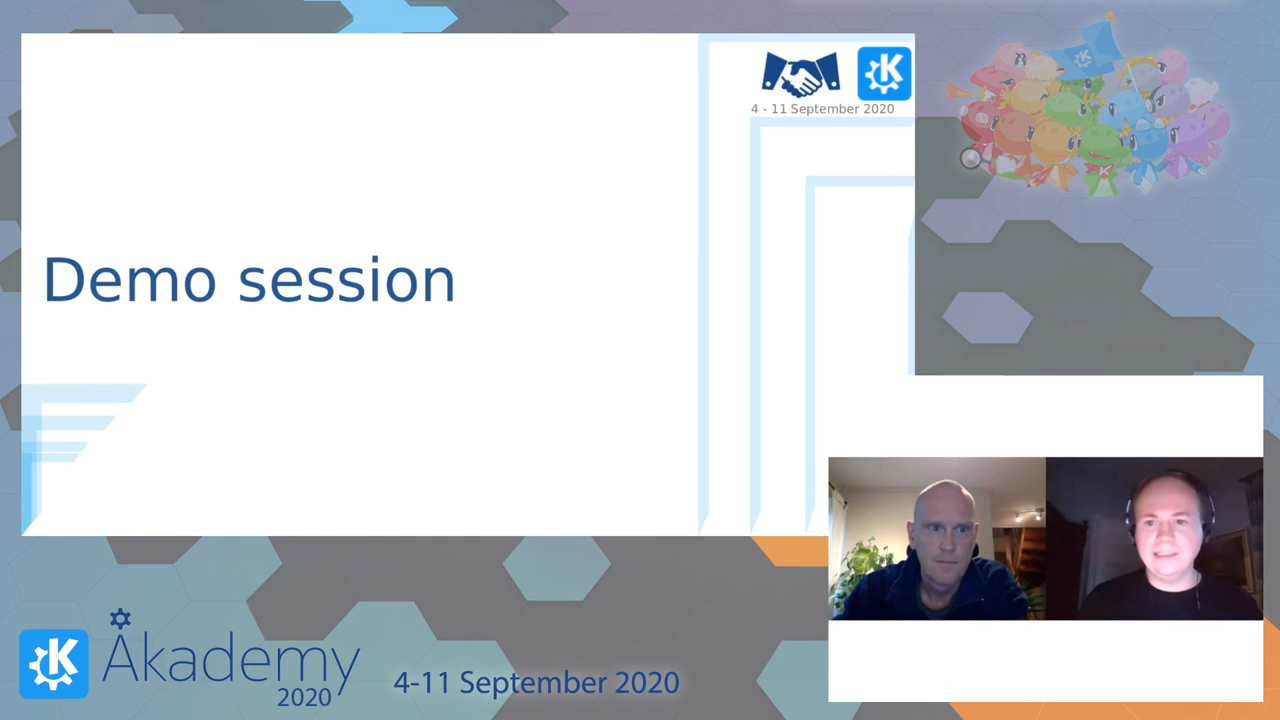 4 - 11 September 2020
Demo session
Akademy
2020
4-11 September 2020